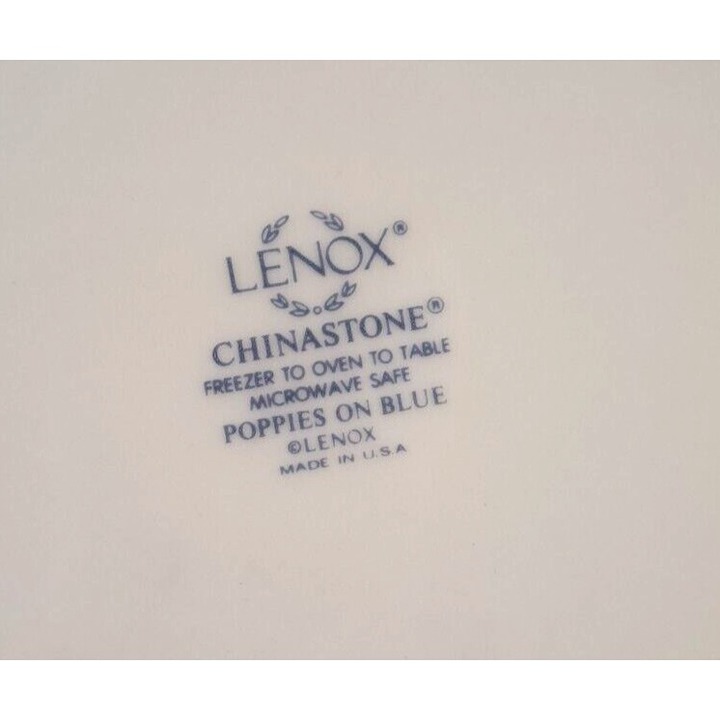 LENOX®
CHINASTONE®
FREEZER TO OVEN TO TABLE
MICROWAVE SAFE
POPPIES ON BLUE
©LENOX
MADE IN U.S.A